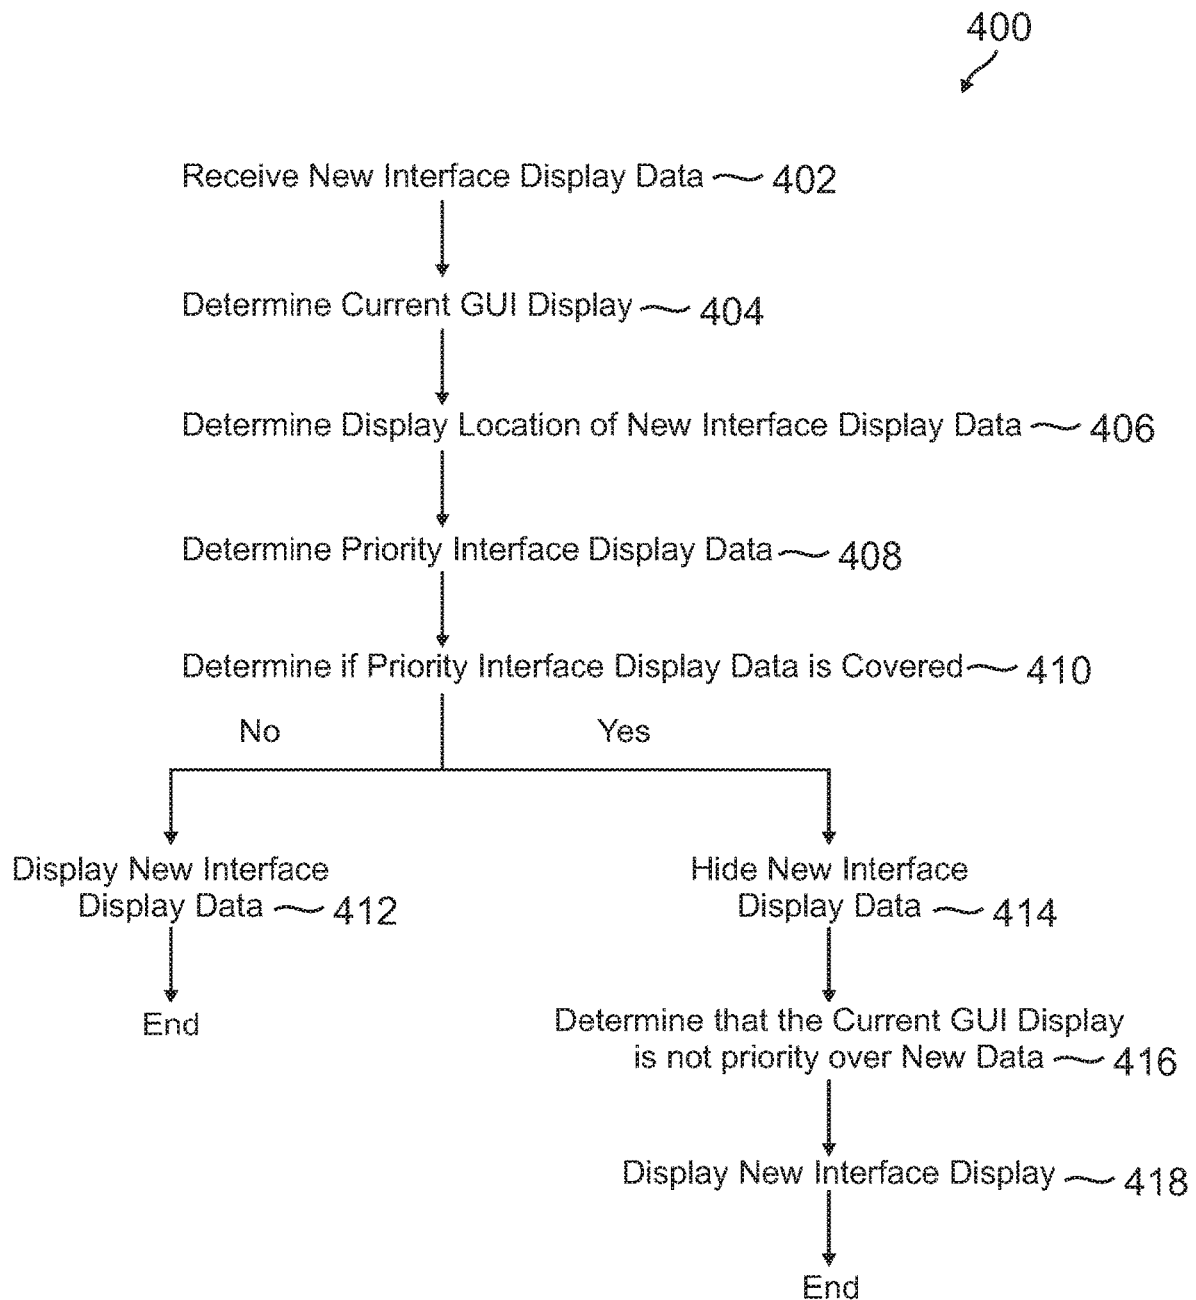 400
Receive New Interface Display Data 402
Determine Current GUI Display 404
Determine Display Location of New Interface Display Data 406
Determine Priority Interface Display Data 408
Determine if Priority Interface Display Data is Covered 410
No
Yes
Display New Interface
Display Data 412
End
Hide New Interface
Display Data 414
Determine that the Current GUI Display
is not priority over New Data 416
Display New Interface Display 418
End